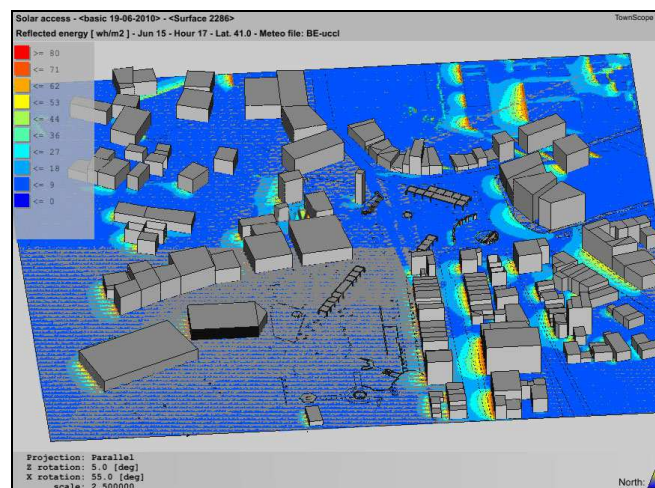 Solar access - <basic 19-06-2010> - <Surface 2286>
TownScope
Reflected energy [ wh/m2 ] - Jun 15 - Hour 17 - Lat. 41.0 - Meteo file: BE-uccl
>= 80
<= 71
<= 62
<= 53
<= 44
<= 36
<= 27
<= 18
<= 9
<= 0
Projection: Parallel
Z rotation: 5.0 [deg]
X rotation: 55.0 [deg]
scale: 2.500000
North: